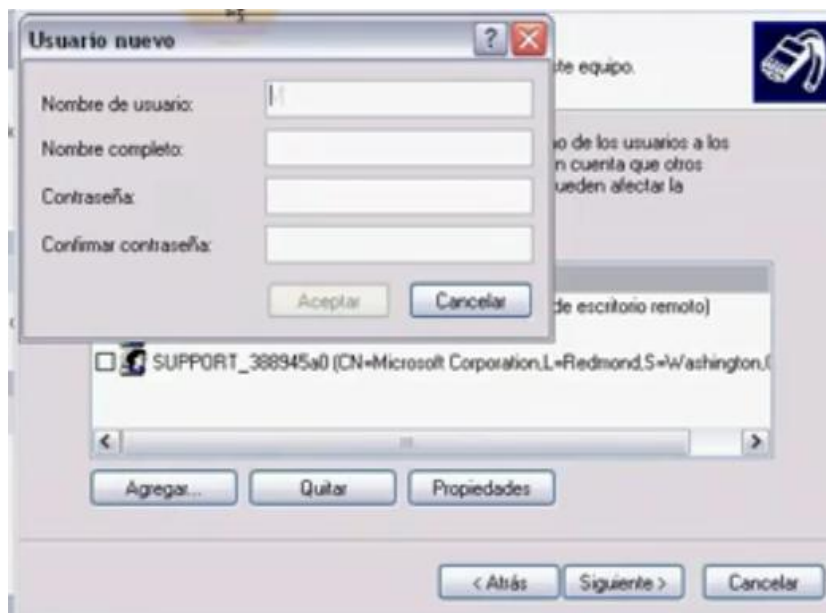 Usuario nuevo
ste equipo.
Nombre de usuario:
Nombre completo:
Contraseña:
Confirmar contraseña:
Aceptar
Cancelar
o de los usuarios a los
n cuenta que otros
ueden afectar la
de escritorio remoto)
SUPPORT_388945a0 (CN=Microsoft Corporation,L=Redmond,S=Washington,(
Agregar...
Quitar
Propiedades
< Atrás
Siguiente >
Cancelar